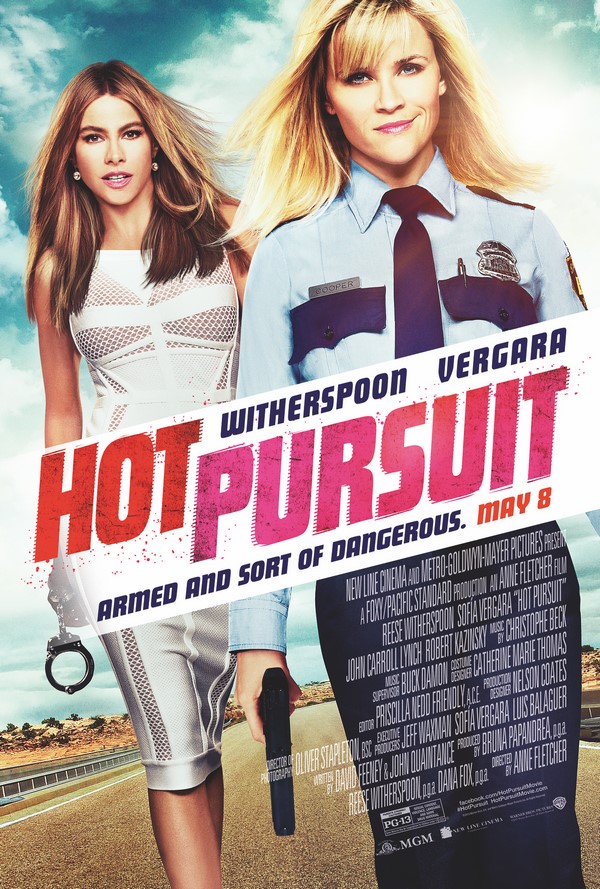 COOPER
WITHERSPOON VERGARA
HOT PURSUIT
ARMED AND SORT OF DANGEROUS. MAY 8
NEW LINE CINEMA AND METRO-GOLDWYN-MAYER PICTURES PRESENT
A FOXY/PACIFIC STANDARD PRODUCTION AN ANNE FLETCHER FILM
REESE WITHERSPOON SOFÍA VERGARA "HOT PURSUIT"
JOHN CARROLL LYNCH ROBERT KAZINSKY MUSIC BY CHRISTOPHE BECK
MUSIC SUPERVISOR BUCK DAMON COSTUME DESIGNER CATHERINE MARIE THOMAS
EDITOR PRISCILLA NEDD FRIENDLY, A.C.E. PRODUCTION DESIGNER NELSON COATES
DIRECTOR OF PHOTOGRAPHY OLIVER STAPLETON, BSC EXECUTIVE PRODUCERS JEFF WAXMAN SOFÍA VERGARA LUIS BALAGUER
WRITTEN BY DAVID FEENEY & JOHN QUAINTANCE PRODUCED BY BRUNA PAPANDREA, p.g.a.
REESE WITHERSPOON, p.g.a. DANA FOX, p.g.a. DIRECTED BY ANNE FLETCHER
facebook.com/HotPursuitMovie
#HotPursuit HotPursuitMovie.com
PG-13
MGM
NEW LINE CINEMA